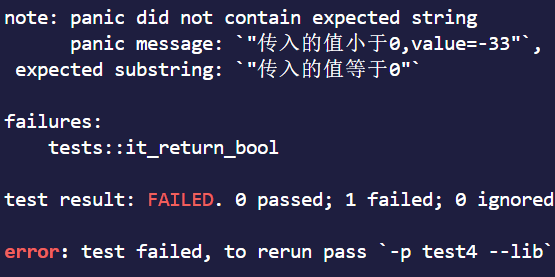 note: panic did not contain expected string
panic message: `"传入的值小于0,value=-33"`,
expected substring: `"传入的值等于0"`
failures:
tests::it_return_bool
test result: FAILED. 0 passed; 1 failed; 0 ignored
error: test failed, to rerun pass `-p test4 --lib`